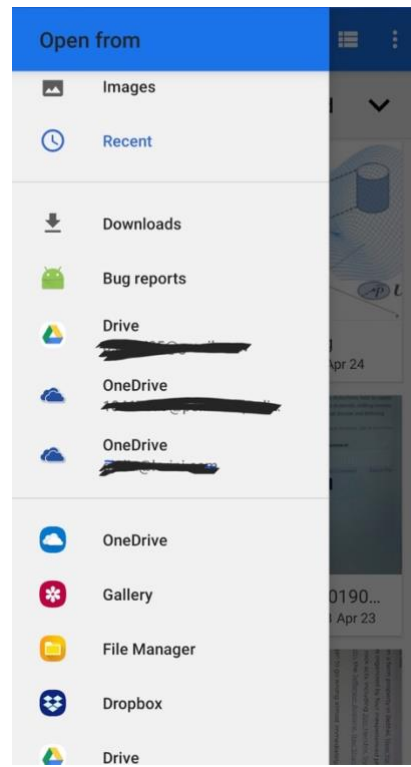 Open from
Images
Recent
Downloads
Bug reports
Drive
OneDrive
OneDrive
OneDrive
Gallery
File Manager
Dropbox
Drive
Apr 24
0190...
Apr 23